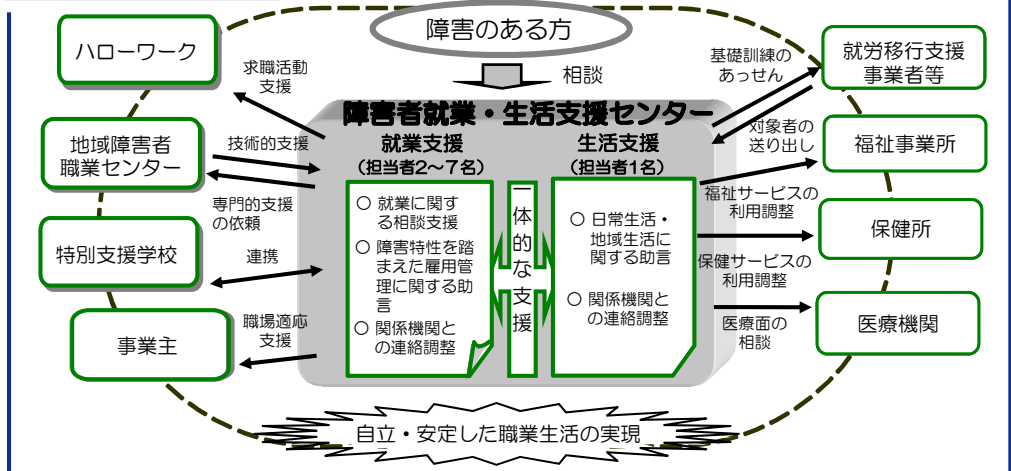 障害のある方
相談
ハローワーク
求職活動
支援
地域障害者
職業センター
技術的支援
専門的支援
の依頼
特別支援学校
連携
事業主
職場適応
支援
障害者就業・生活支援センター
就業支援
(担当者2~7名)
○ 就業に関す
る相談支援
○ 障害特性を踏
まえた雇用管
理に関する助
言
○ 関係機関と
の連絡調整
一体的な支援
生活支援
(担当者1名)
○ 日常生活・
地域生活に
関する助言
○ 関係機関と
の連絡調整
基礎訓練の
あっせん
就労移行支援
事業者等
対象者の
送り出し
福祉事業所
福祉サービスの
利用調整
保健所
保健サービスの
利用調整
医療機関
医療面の
相談
自立・安定した職業生活の実現